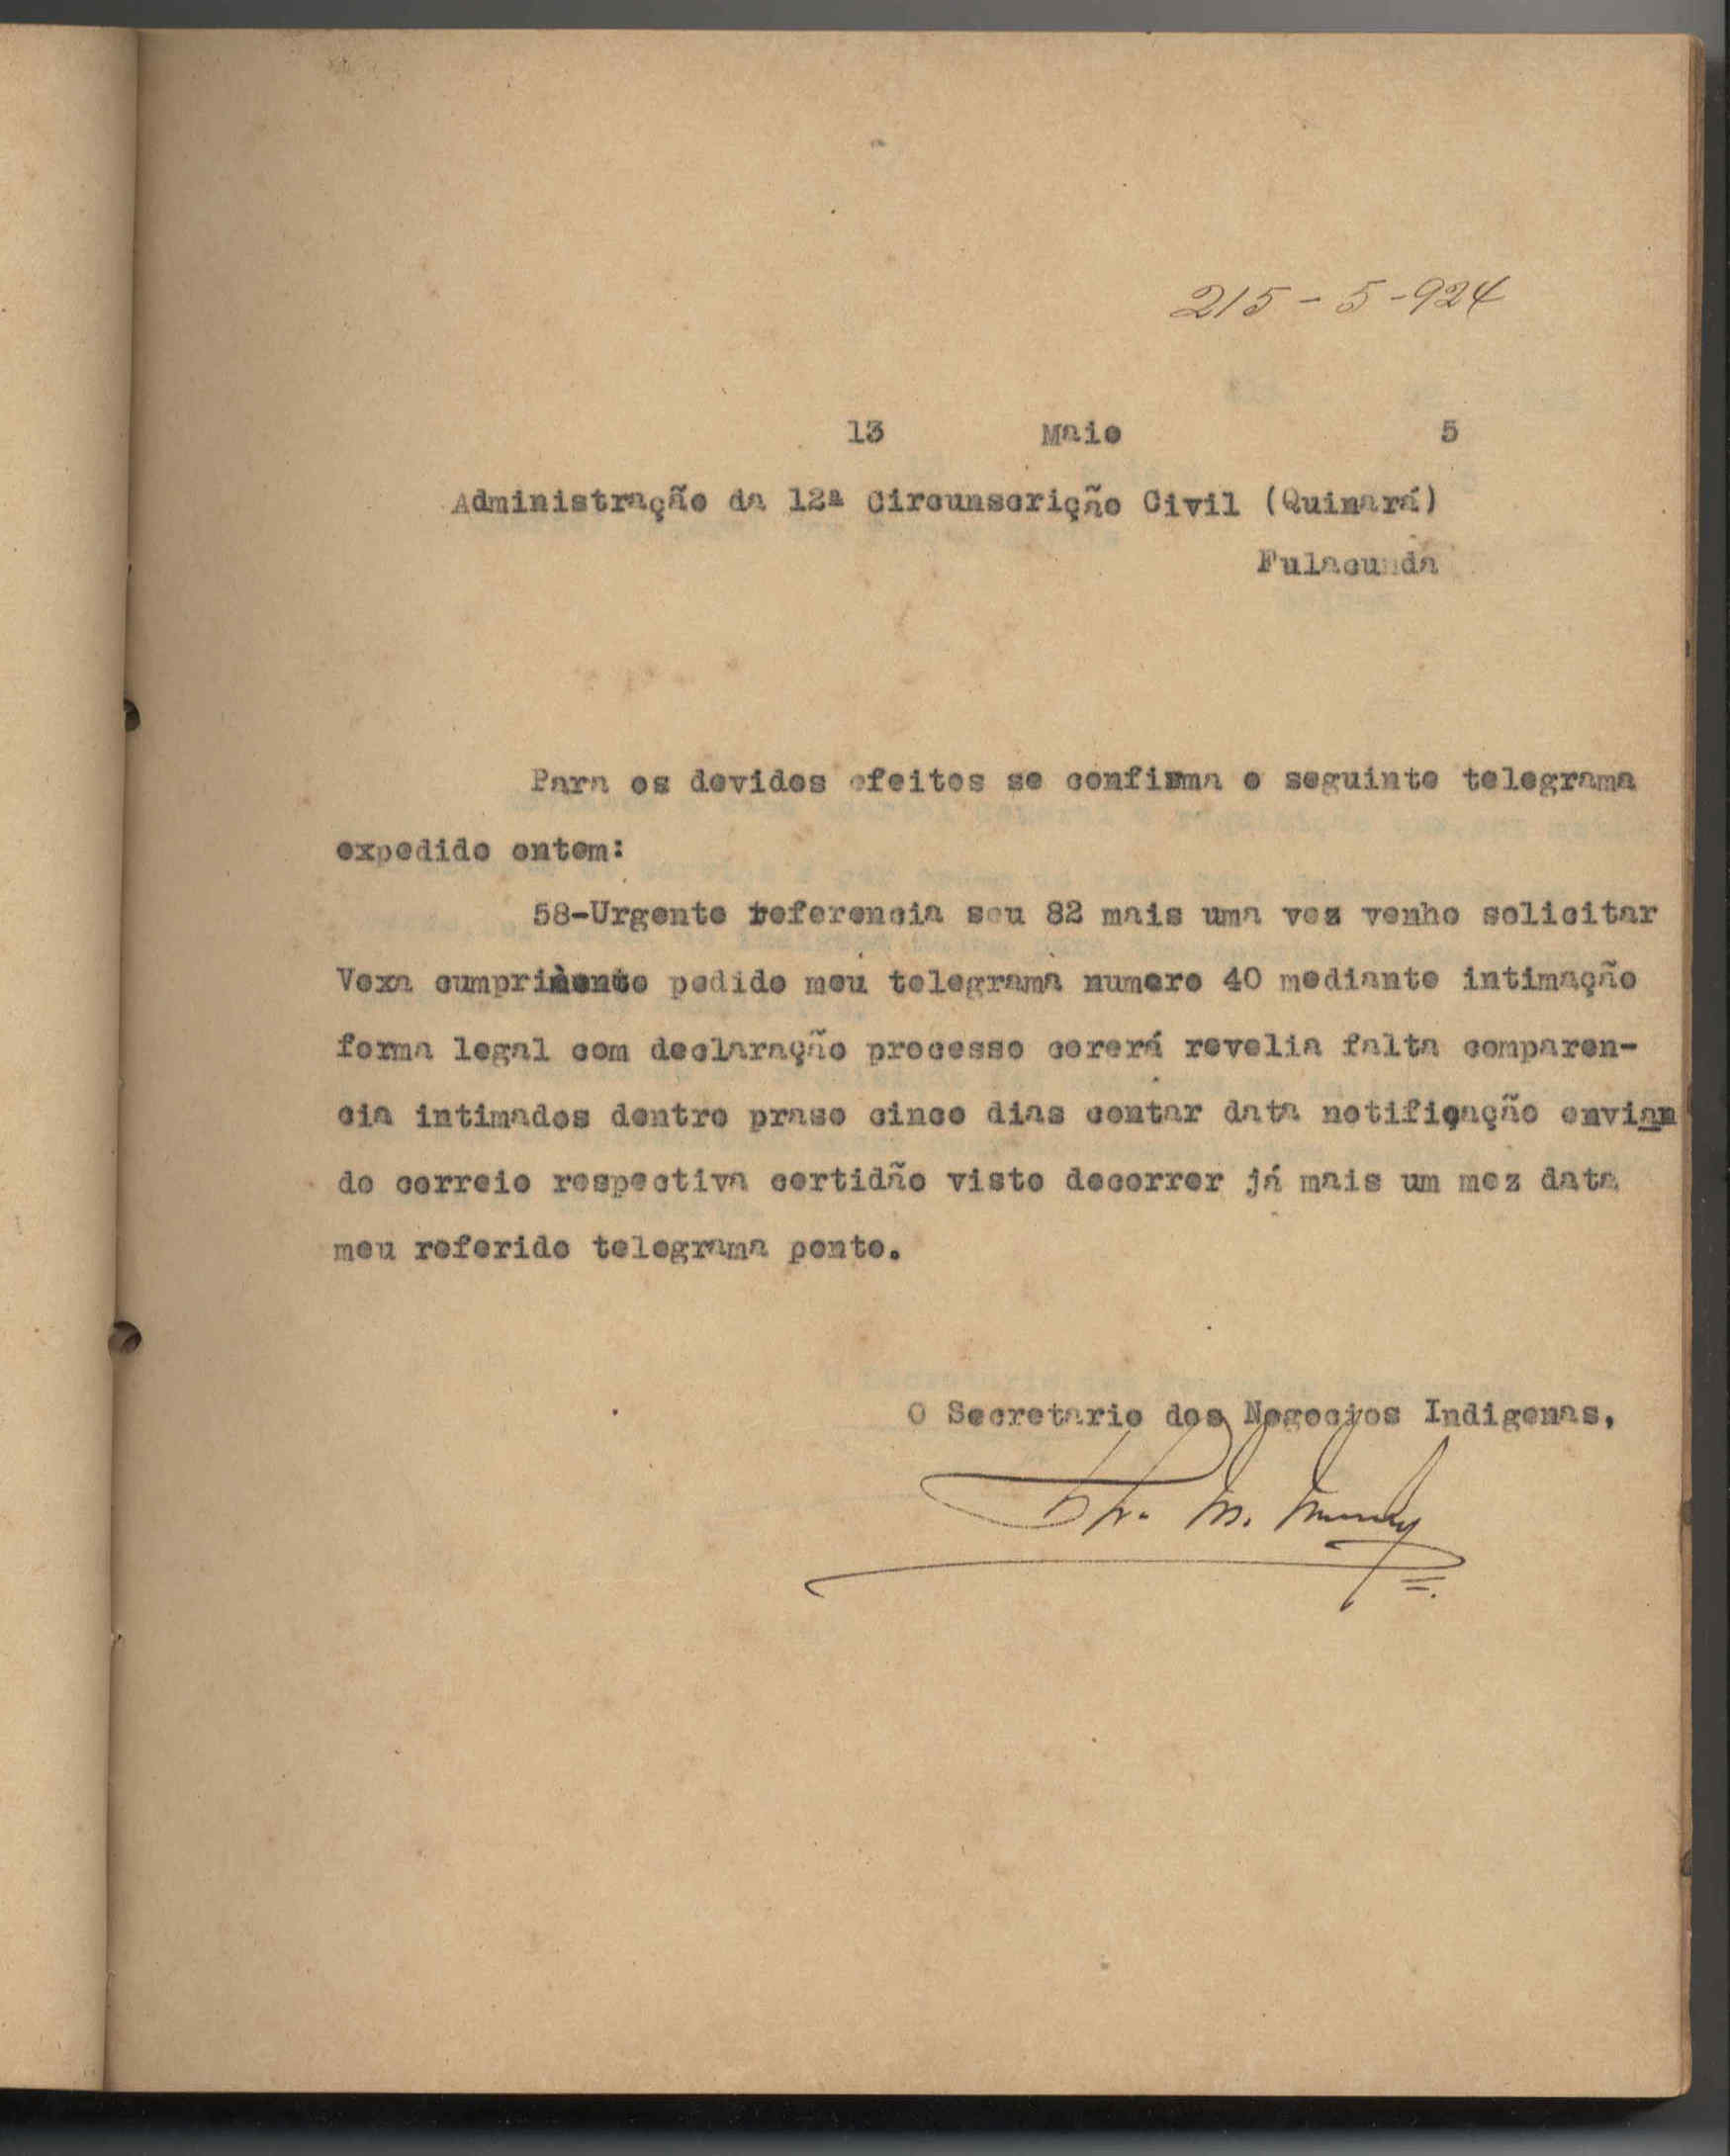 215-5-924
13 Maio 5
Administração da 12ª Circunscrição Civil (Quinará)
Fulacunda
Para os devidos efeitos se confirma o seguinte telegrama
expedido ontem:
58-Urgente referencia seu 82 mais uma vez venho solicitar
Vexa cumprimento pedido meu telegrama numero 40 mediante intimação
forma legal com declaração processo cererá revelia falta comparen-
cia intimados dentro praso cinco dias contar data notificação envian
do correio respectiva certidão visto decorrer já mais um mez data
meu referido telegrama ponto.
O Secretario dos Negocios Indigenas,